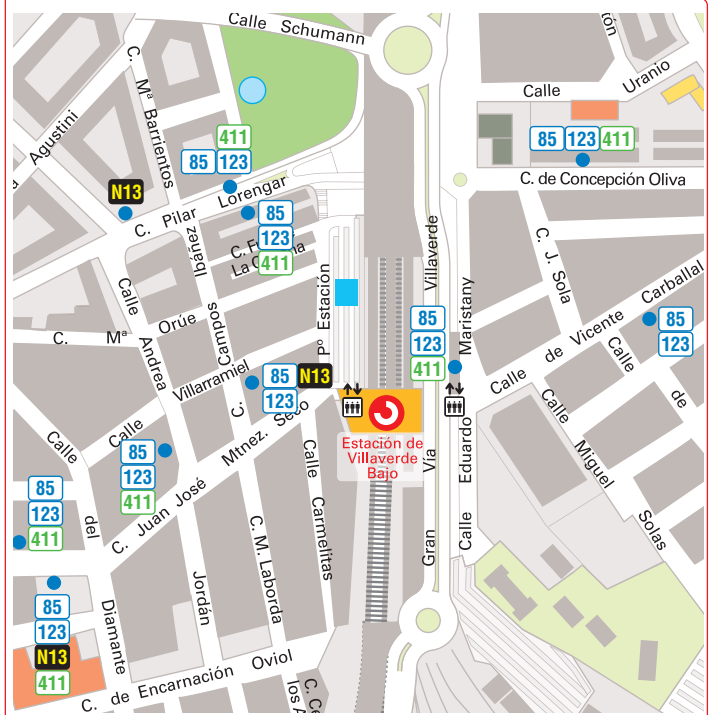 Calle Schumann
tón
Calle Uranio
a Agustini
C. Mª Barrientos
411
85 123
N13
C. Pilar Lorengar
85
123
411
85 123 411
C. de Concepción Oliva
Ibáñez
C. F
La C
a
Pº Estación
Villaverde
C. J. Sola
Carballal
C. Mª Orúe
Calle
Andrea
Campos
C.
Villarramiel
Calle
85
123
411
Maristany
85
123
Calle de Vicente
Calle
de
85 N13
123
Estación de
Villaverde
Bajo
C. Juan José Mtnez. Seco
Calle
del
Diamante
85
123
411
85
123
411
85
123
N13
411
Jordán
C. M. Laborda
Calle Carmelitas
Gran Vía
Calle Eduardo
Calle Miguel Solas
C. de Encarnación Oviol
C. Ce
los A